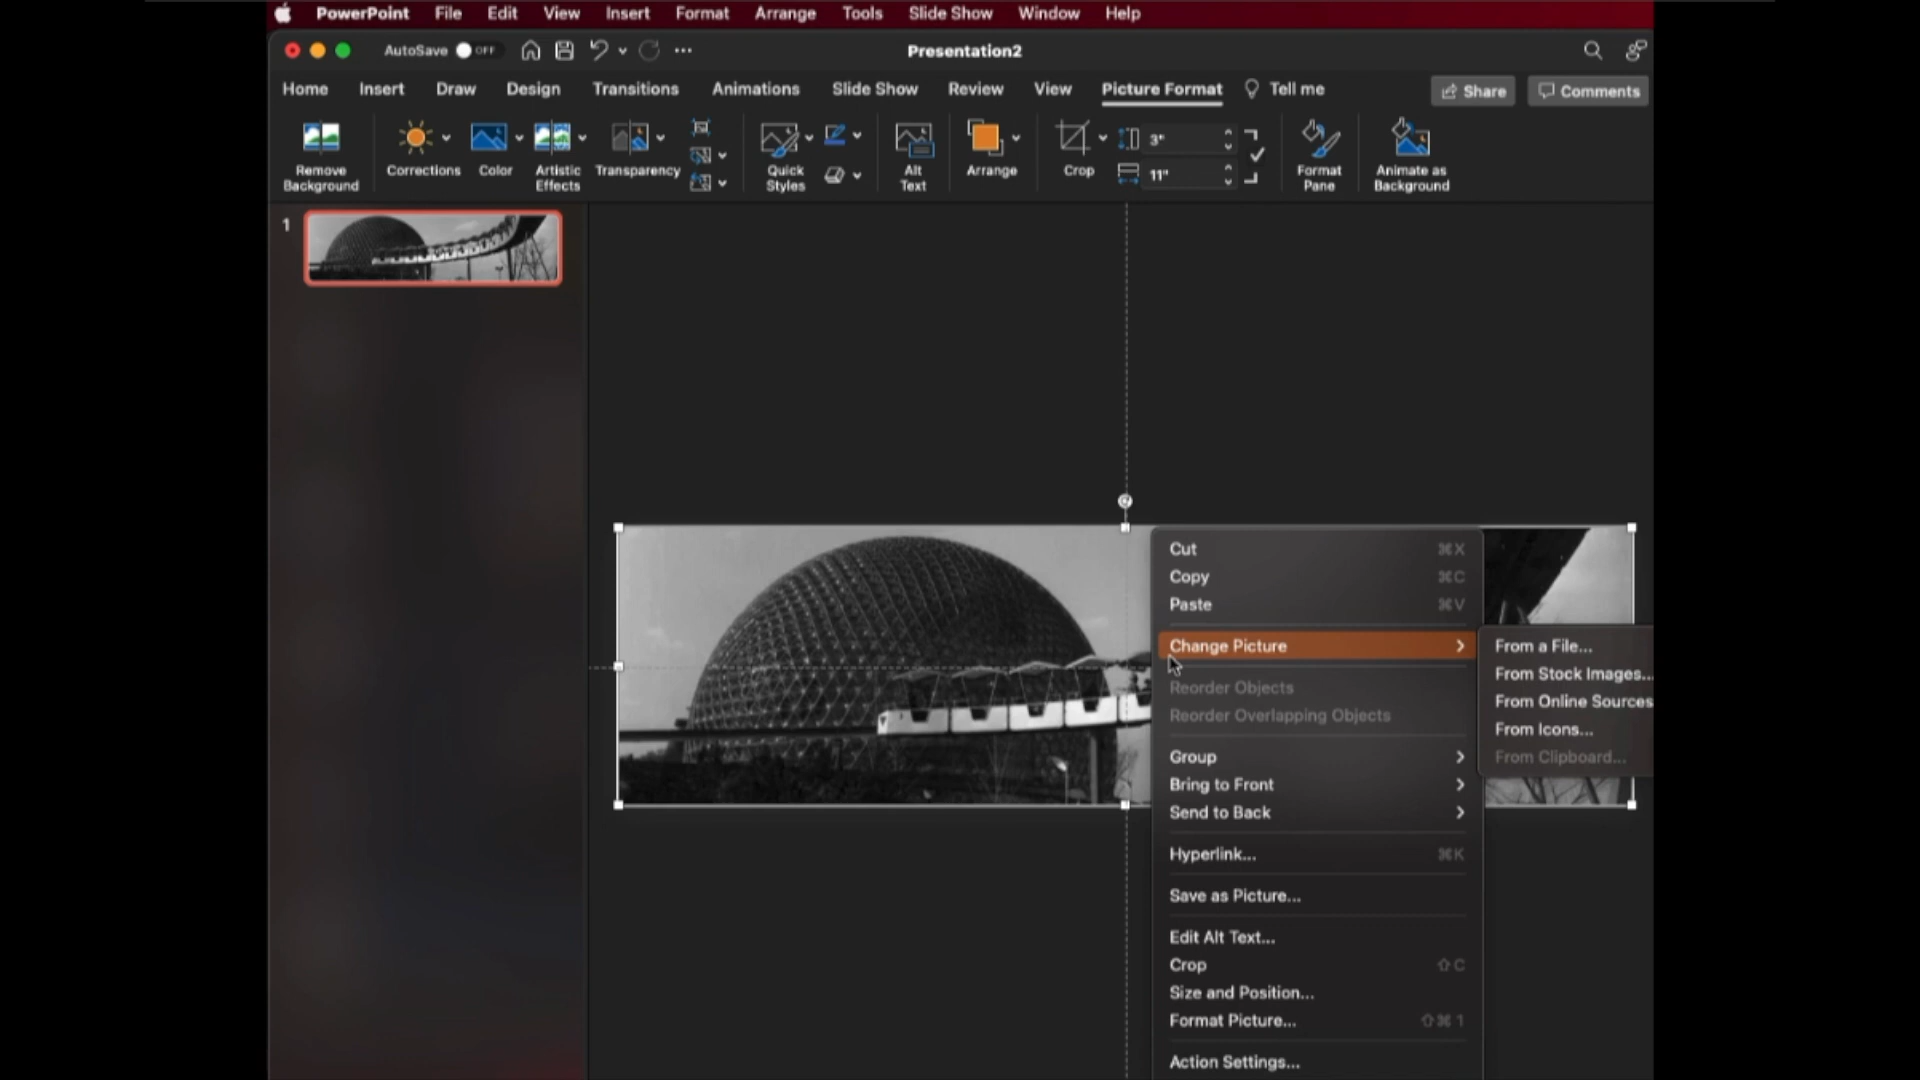 PowerPoint File Edit View Insert Format Arrange Tools Slide Show Window Help
AutoSave OFF Presentation2
Home Insert Draw Design Transitions Animations Slide Show Review View Picture Format Tell me Share Comments
Remove Background
Corrections
Color
Artistic Effects
Transparency
Quick Styles
Alt Text
Arrange
Crop
3"
11"
Format Pane
Animate as Background
1
Cut ⌘X
Copy ⌘C
Paste ⌘V
Change Picture
Reorder Objects
Reorder Overlapping Objects
Group
Bring to Front
Send to Back
Hyperlink... ⌘K
Save as Picture...
Edit Alt Text...
Crop ⇧C
Size and Position...
Format Picture... ⇧⌘1
Action Settings...
From a File...
From Stock Images...
From Online Sources
From Icons...
From Clipboard...